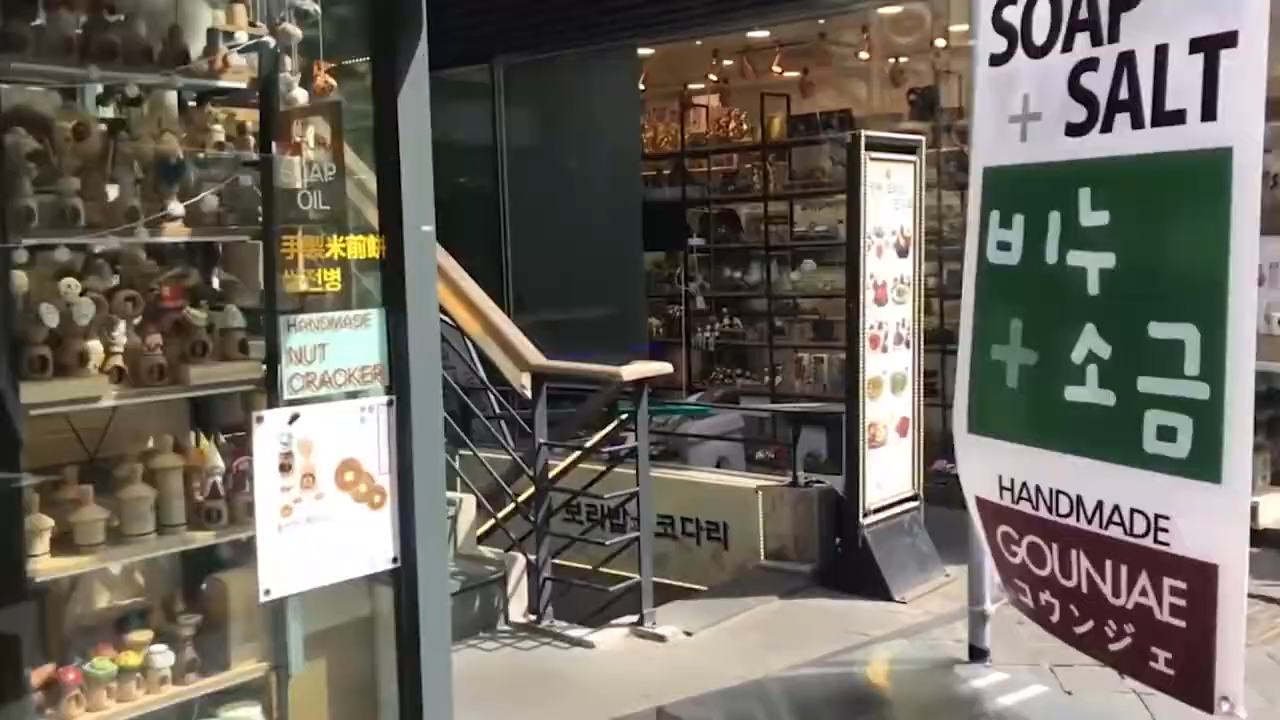 SOAP
OIL
手製米煎餠
쌀전병
HANDMADE
NUT
CRACKER
보리밥 코다리
SOAP
+ SALT
비누
+ 소금
HANDMADE
GOUNJAE
コウンジェ